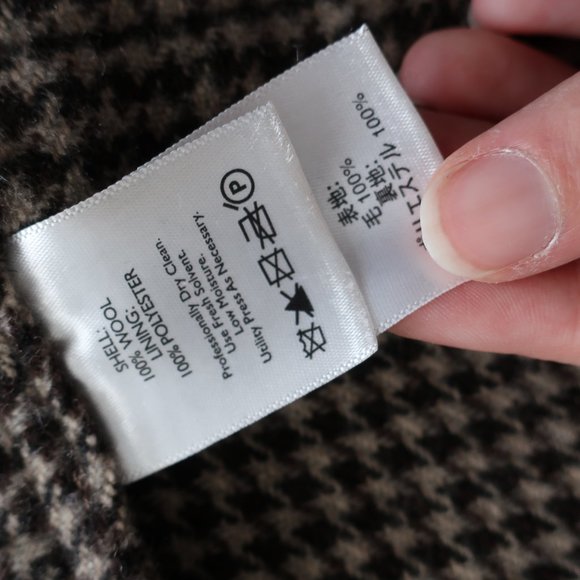 SHELL:
100% WOOL
LINING:
100% POLYESTER
Professionally Dry Clean.
Use Fresh Solvent.
Low Moisture.
Utility Press As Necessary.
P
表地:
毛 100%
裏地:
ポリエステル 100%